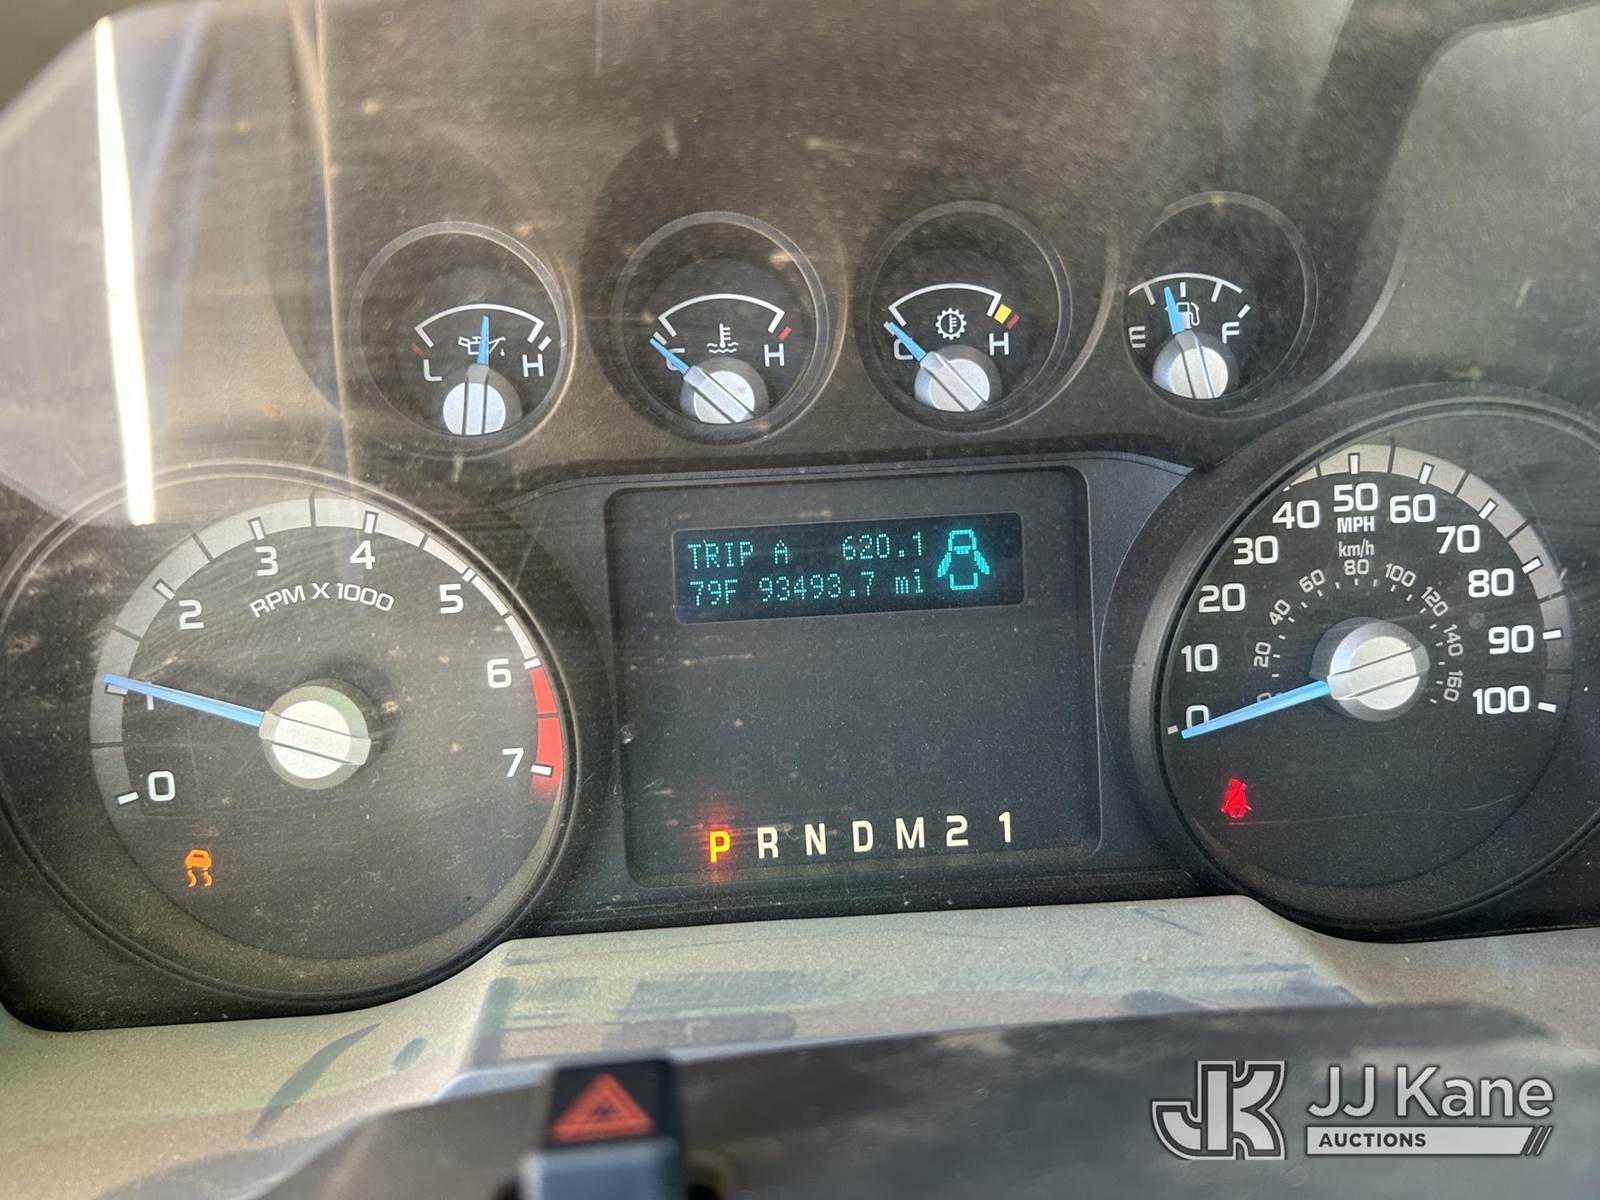 L H
C H
C H
E F
TRIP A 620.1
79F 93493.7 mi
0 1 2 3 4 5 6 7
RPM X 1000
0 10 20 30 40 50 60 70 80 90 100
MPH
km/h
20 40 60 80 100 120 140 160
P R N D M 2 1
JK
JJ Kane
AUCTIONS